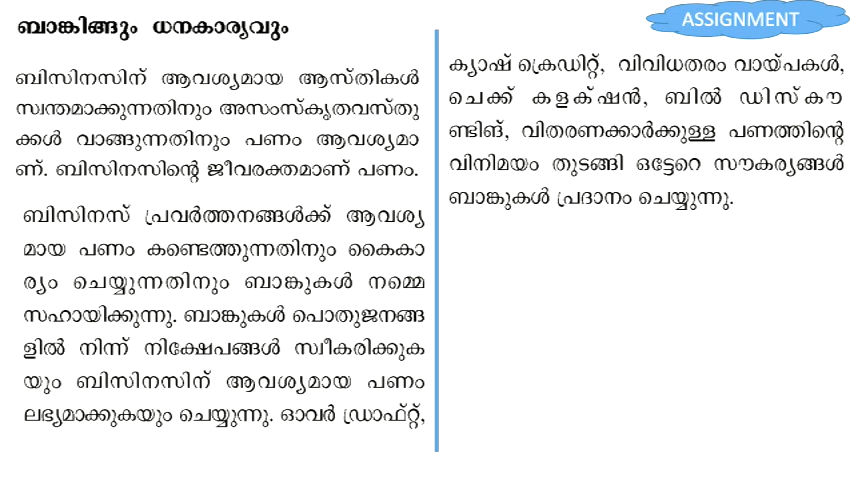 ബാങ്കിങ്ങും ധനകാര്യവും
ബിസിനസിന് ആവശ്യമായ ആസ്തികൾ
സ്വന്തമാക്കുന്നതിനും അസംസ്കൃതവസ്തു
ക്കൾ വാങ്ങുന്നതിനും പണം ആവശ്യമാ
ണ്. ബിസിനസിന്റെ ജീവരക്തമാണ് പണം.
ബിസിനസ് പ്രവർത്തനങ്ങൾക്ക് ആവശ്യ
മായ പണം കണ്ടെത്തുന്നതിനും കൈകാ
ര്യം ചെയ്യുന്നതിനും ബാങ്കുകൾ നമ്മെ
സഹായിക്കുന്നു. ബാങ്കുകൾ പൊതുജനങ്ങ
ളിൽ നിന്ന് നിക്ഷേപങ്ങൾ സ്വീകരിക്കുക
യും ബിസിനസിന് ആവശ്യമായ പണം
ലഭ്യമാക്കുകയും ചെയ്യുന്നു. ഓവർ ഡ്രാഫ്റ്റ്,
ASSIGNMENT
ക്യാഷ് ക്രെഡിറ്റ്, വിവിധതരം വായ്പകൾ,
ചെക്ക് കളക്ഷൻ, ബിൽ ഡിസ്കൗ
ണ്ടിങ്, വിതരണക്കാർക്കുള്ള പണത്തിന്റെ
വിനിമയം തുടങ്ങി ഒട്ടേറെ സൗകര്യങ്ങൾ
ബാങ്കുകൾ പ്രദാനം ചെയ്യുന്നു.